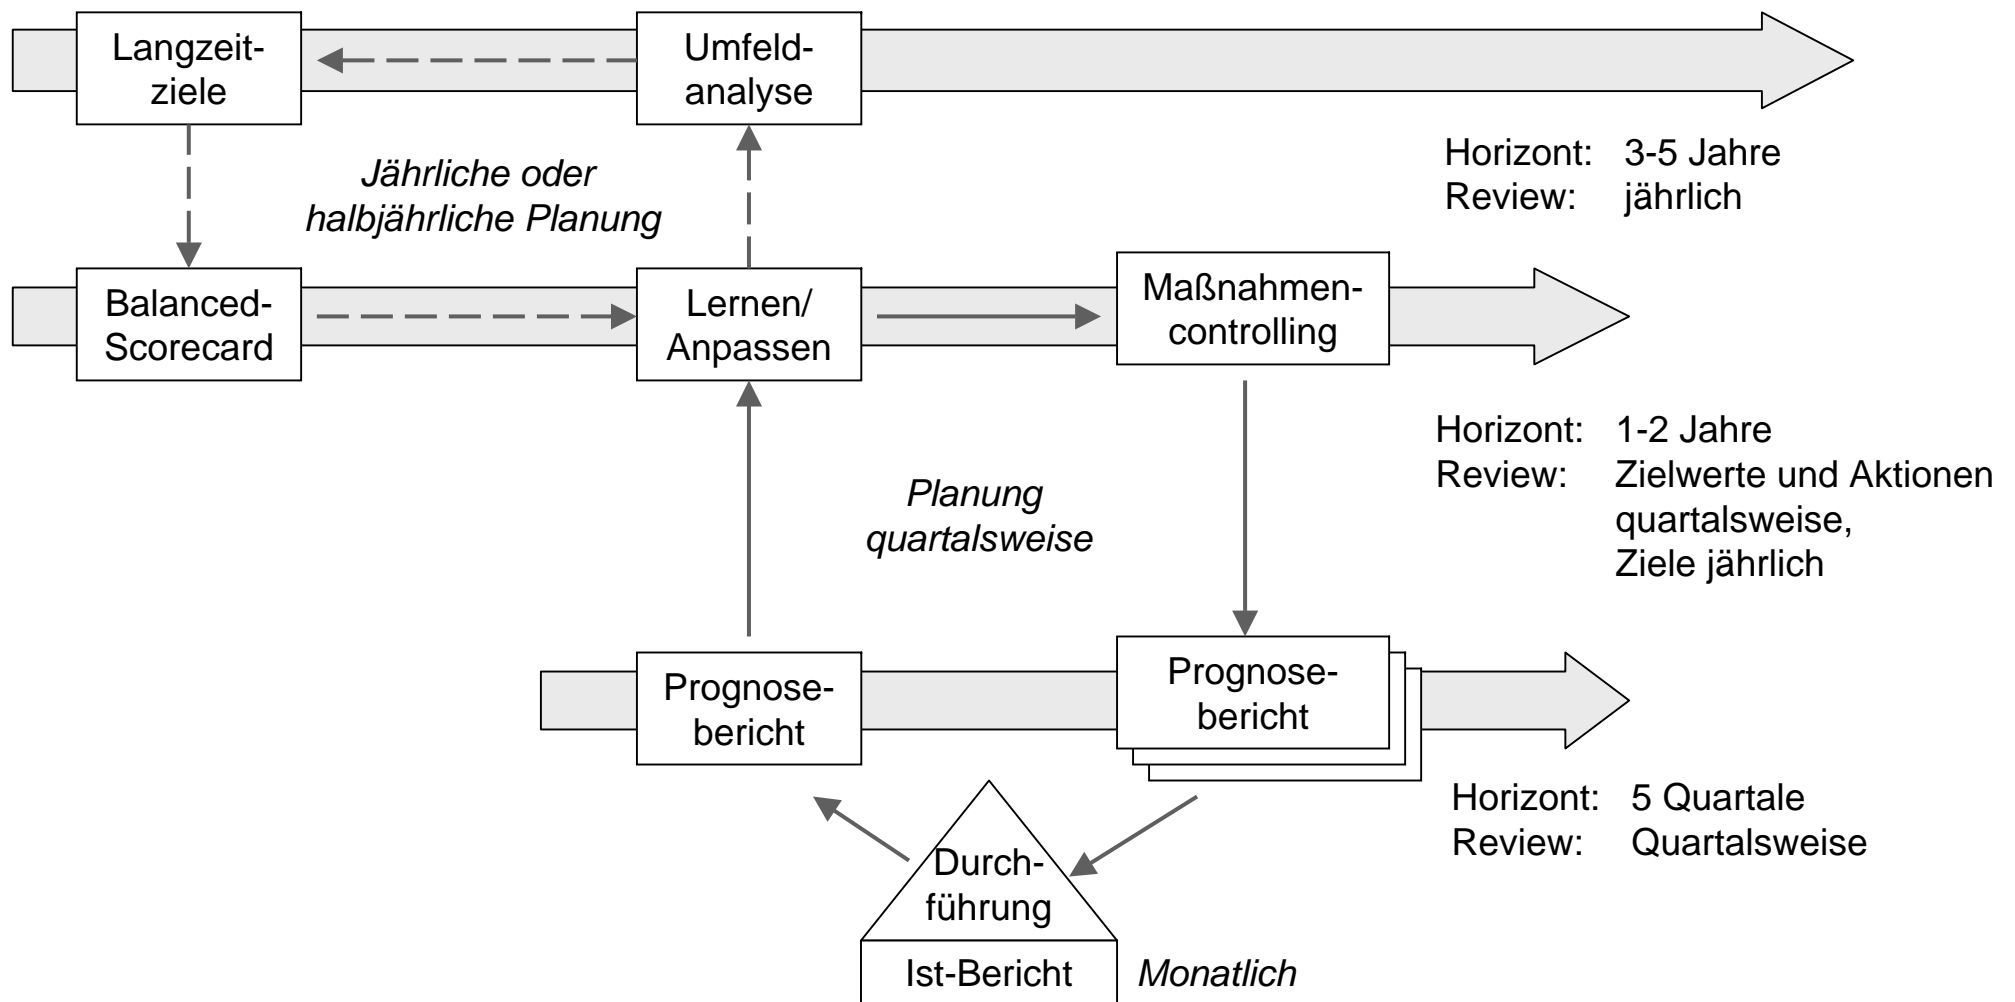 Langzeit-
ziele
Umfeld-
analyse
Horizont: 3-5 Jahre
Review: jährlich
Jährliche oder
halbjährliche Planung
Balanced-
Scorecard
Lernen/
Anpassen
Maßnahmen-
controlling
Horizont: 1-2 Jahre
Review: Zielwerte und Aktionen
quartalsweise,
Ziele jährlich
Planung
quartalsweise
Prognose-
bericht
Prognose-
bericht
Horizont: 5 Quartale
Review: Quartalsweise
Durch-
führung
Ist-Bericht
Monatlich